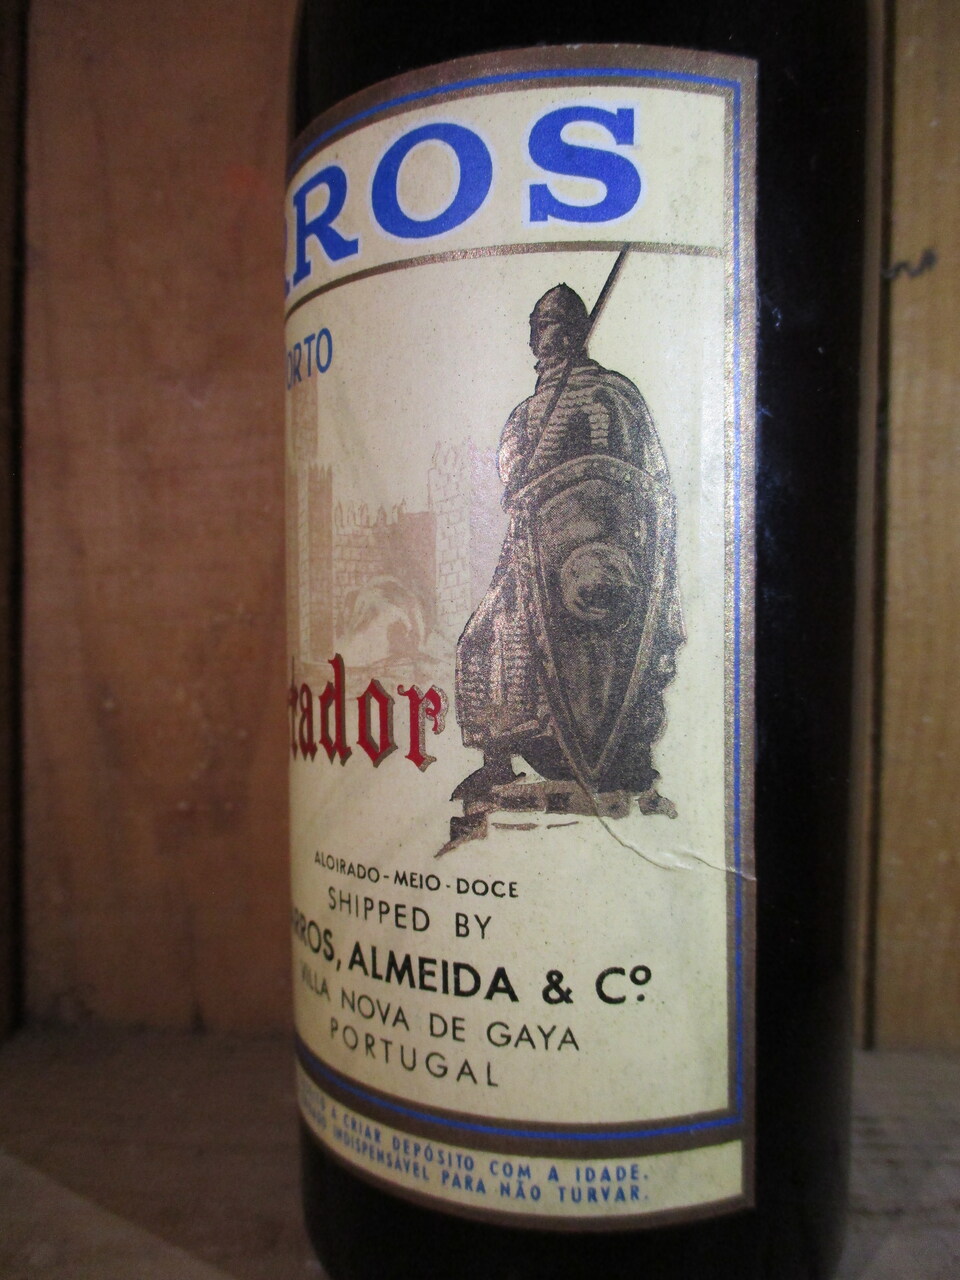 RROS
ORTO
tador
ALOIRADO - MEIO - DOCE
SHIPPED BY
RROS, ALMEIDA & Cº
VILLA NOVA DE GAYA
PORTUGAL
A CRIAR DEPÓSITO COM A IDADE.
INDISPENSÁVEL PARA NÃO TURVAR.